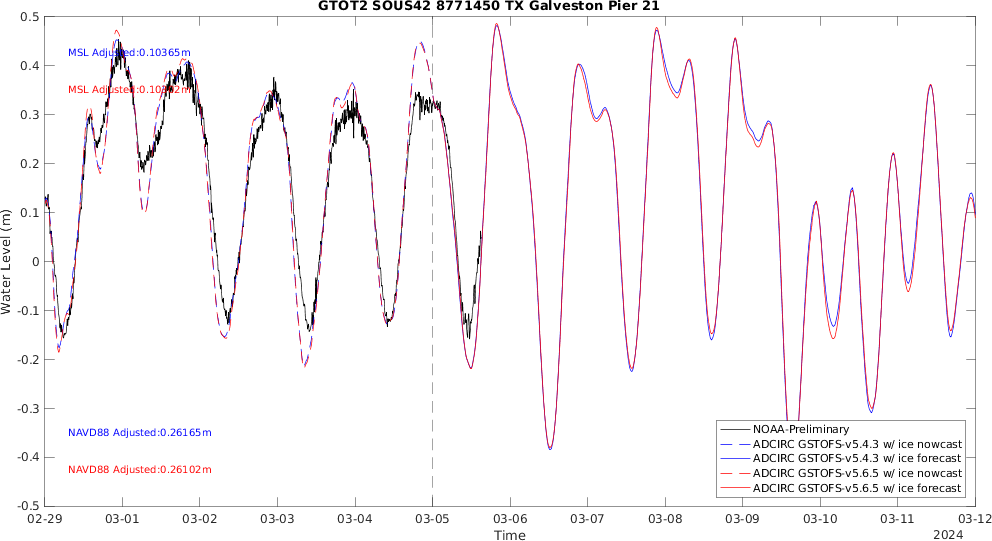 GTOT2 SOUS42 8771450 TX Galveston Pier 21
0.5
0.4
0.3
0.2
0.1
0
-0.1
-0.2
-0.3
-0.4
-0.5
Water Level (m)
MSL Adjusted:0.10365m
MSL Adjusted:
NAVD88 Adjusted:0.26165m
NAVD88 Adjusted:0.26102m
NOAA-Preliminary
ADCIRC GSTOFS-v5.4.3 w/ ice nowcast
ADCIRC GSTOFS-v5.4.3 w/ ice forecast
ADCIRC GSTOFS-v5.6.5 w/ ice nowcast
ADCIRC GSTOFS-v5.6.5 w/ ice forecast
02-29 03-01 03-02 03-03 03-04 03-05 03-06 03-07 03-08 03-09 03-10 03-11 03-12
Time
2024